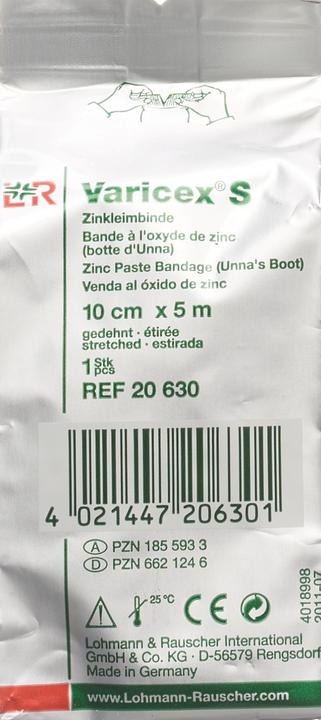 L&R
Varicex® S
Zinkleimbinde
Bande à l'oxyde de zinc
(botte d'Unna)
Zinc Paste Bandage (Unna's Boot)
Venda al óxido de zinc
10 cm x 5 m
gedehnt · étirée
stretched · estirada
1 Stk
pcs
REF 20 630
4 021447 206301
A PZN 185 593 3
D PZN 662 124 6
25 °C
CE
4018998
2011-07
Lohmann & Rauscher International
GmbH & Co. KG · D-56579 Rengsdorf
Made in Germany
www.Lohmann-Rauscher.com